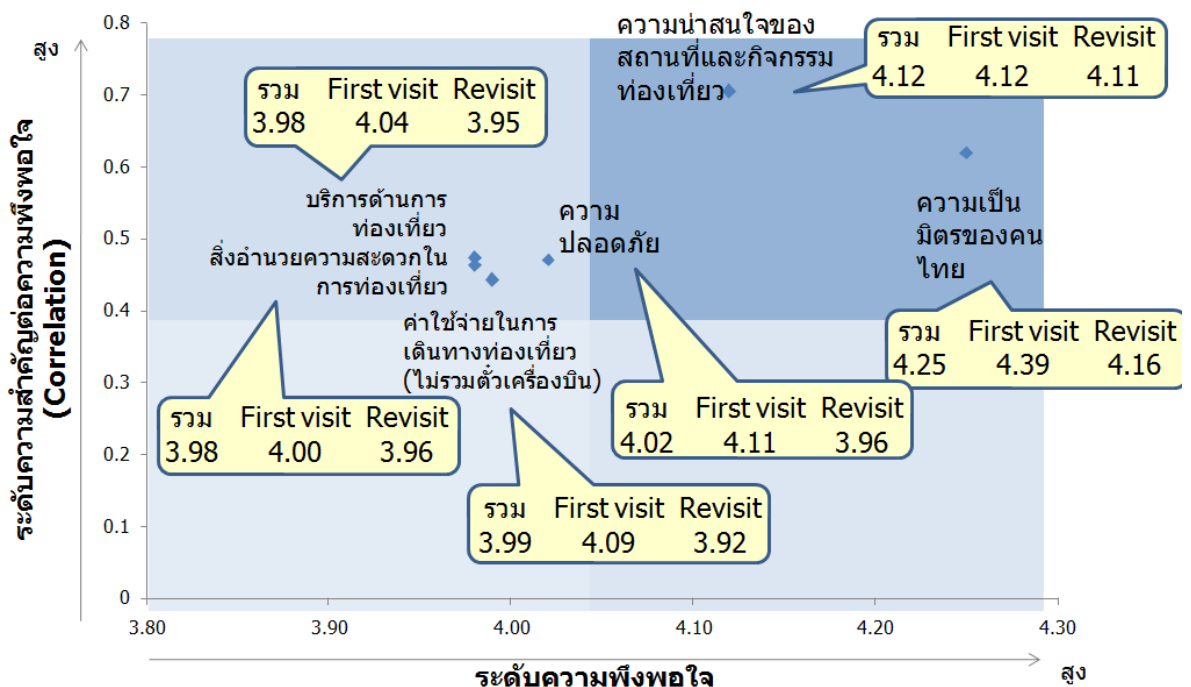 0.8
สูง
0.7
0.6
0.5
0.4
0.3
0.2
0.1
0
ระดับความสำคัญต่อความพึงพอใจ
(Correlation)
ความน่าสนใจของ
สถานที่และกิจกรรม
ท่องเที่ยว
รวม First visit Revisit
4.12 4.12 4.11
รวม First visit Revisit
3.98 4.04 3.95
บริการด้านการ
ท่องเที่ยว
สิ่งอำนวยความสะดวกใน
การท่องเที่ยว
ความ
ปลอดภัย
ความเป็น
มิตรของคน
ไทย
ค่าใช้จ่ายในการ
เดินทางท่องเที่ยว
(ไม่รวมตั๋วเครื่องบิน)
รวม First visit Revisit
4.25 4.39 4.16
รวม First visit Revisit
3.98 4.00 3.96
รวม First visit Revisit
4.02 4.11 3.96
รวม First visit Revisit
3.99 4.09 3.92
3.80 3.90 4.00 4.10 4.20 4.30
ระดับความพึงพอใจ
สูง